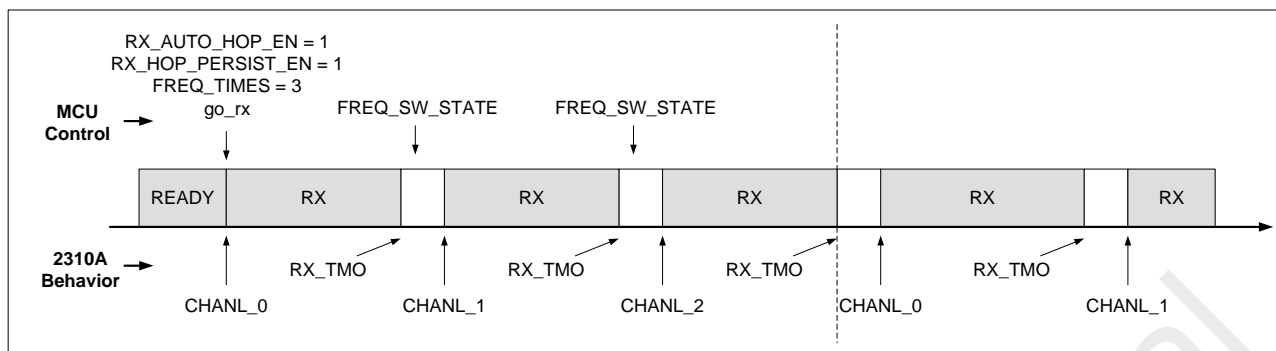 RX_AUTO_HOP_EN = 1
RX_HOP_PERSIST_EN = 1
FREQ_TIMES = 3
go_rx
MCU
Control
FREQ_SW_STATE
FREQ_SW_STATE
READY
RX
RX
RX
RX
RX
2310A
Behavior
RX_TMO
RX_TMO
RX_TMO
RX_TMO
CHANL_0
CHANL_1
CHANL_2
CHANL_0
CHANL_1